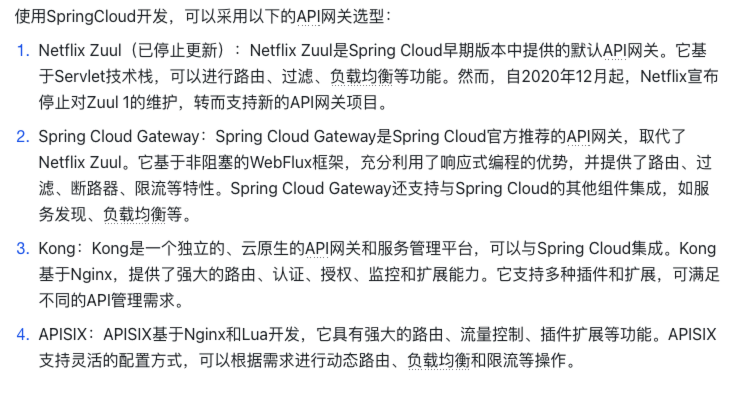 使用SpringCloud开发，可以采用以下的API网关选型：
1. Netflix Zuul（已停止更新）：Netflix Zuul是Spring Cloud早期版本中提供的默认API网关。它基
于Servlet技术栈，可以进行路由、过滤、负载均衡等功能。然而，自2020年12月起，Netflix宣布
停止对Zuul 1的维护，转而支持新的API网关项目。
2. Spring Cloud Gateway：Spring Cloud Gateway是Spring Cloud官方推荐的API网关，取代了
Netflix Zuul。它基于非阻塞的WebFlux框架，充分利用了响应式编程的优势，并提供了路由、过
滤、断路器、限流等特性。Spring Cloud Gateway还支持与Spring Cloud的其他组件集成，如服
务发现、负载均衡等。
3. Kong：Kong是一个独立的、云原生的API网关和服务管理平台，可以与Spring Cloud集成。Kong
基于Nginx，提供了强大的路由、认证、授权、监控和扩展能力。它支持多种插件和扩展，可满足
不同的API管理需求。
4. APISIX：APISIX基于Nginx和Lua开发，它具有强大的路由、流量控制、插件扩展等功能。APISIX
支持灵活的配置方式，可以根据需求进行动态路由、负载均衡和限流等操作。